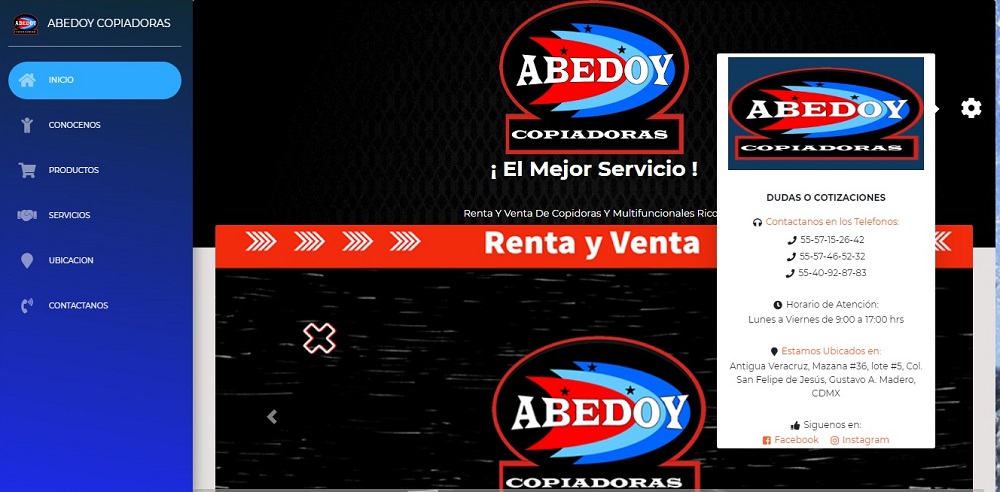 ABEDOY COPIADORAS
INICIO
CONOCENOS
PRODUCTOS
SERVICIOS
UBICACION
CONTACTANOS
ABEDOY
COPIADORAS
¡ El Mejor Servicio !
Renta Y Venta De Copidoras Y Multifuncionales
Renta y Venta
ABEDOY
COPIADORAS
ABEDOY
COPIADORAS
DUDAS O COTIZACIONES
Contactanos en los Telefonos:
55-57-15-26-42
55-57-46-52-32
55-40-92-87-83
Horario de Atención:
Lunes a Viernes de 9:00 a 17:00 hrs
Estamos Ubicados en:
Antigua Veracruz, Mazana #36, lote #5, Col.
San Felipe de Jesús, Gustavo A. Madero,
CDMX
Siguenos en:
Facebook Instagram